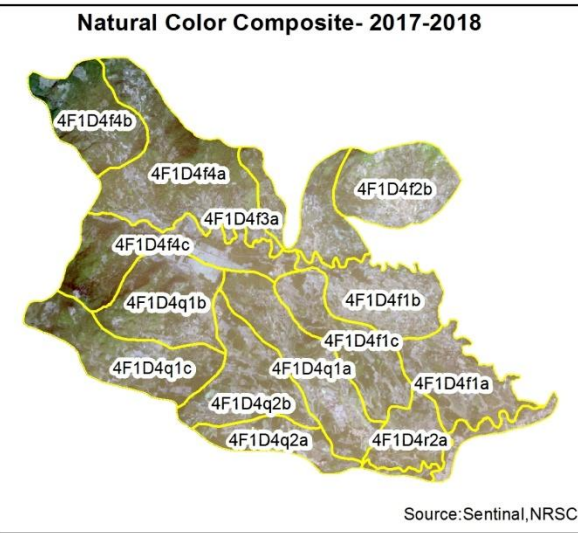 Natural Color Composite- 2017-2018
4F1D4f4b
4F1D4f4a
4F1D4f2b
4F1D4f3a
4F1D4f4c
4F1D4q1b
4F1D4f1b
4F1D4f1c
4F1D4q1c
4F1D4q1a
4F1D4f1a
4F1D4q2b
4F1D4q2a
4F1D4r2a
Source:Sentinal,NRSC